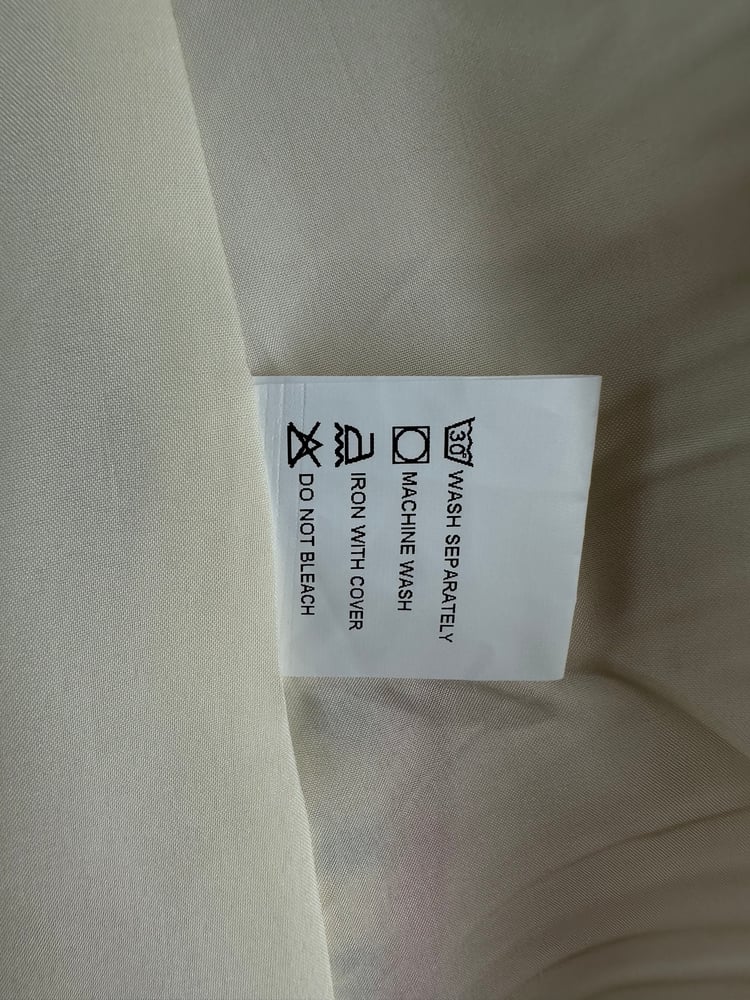 30° WASH SEPARATELY
MACHINE WASH
IRON WITH COVER
DO NOT BLEACH